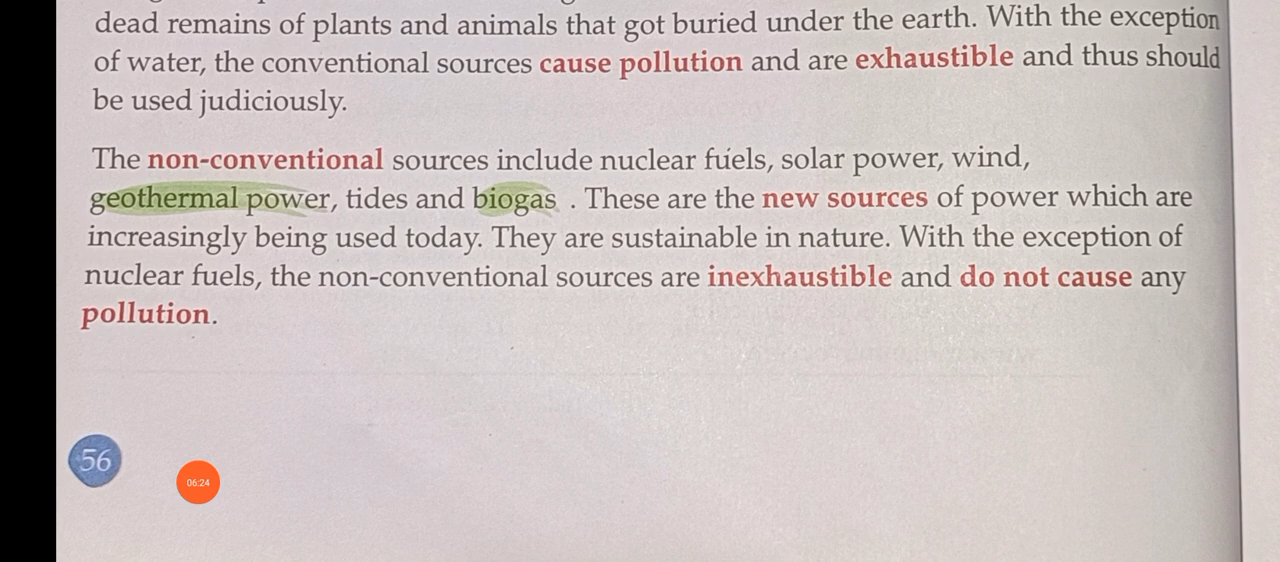 dead remains of plants and animals that got buried under the earth. With the exception
of water, the conventional sources cause pollution and are exhaustible and thus should
be used judiciously.
The non-conventional sources include nuclear fuels, solar power, wind,
geothermal power, tides and biogas . These are the new sources of power which are
increasingly being used today. They are sustainable in nature. With the exception of
nuclear fuels, the non-conventional sources are inexhaustible and do not cause any
pollution.
56
06:24